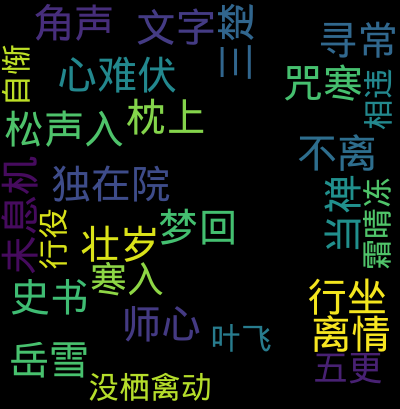 角声
文字
三楚
寻常
自惭
心难伏
咒寒
相违
松声入
枕上
不离
未息机
独在院
当禅
霜晴冻
行役
壮岁
梦回
寒入
史书
师心
叶飞
行坐
离情
岳雪
五更
没栖禽动